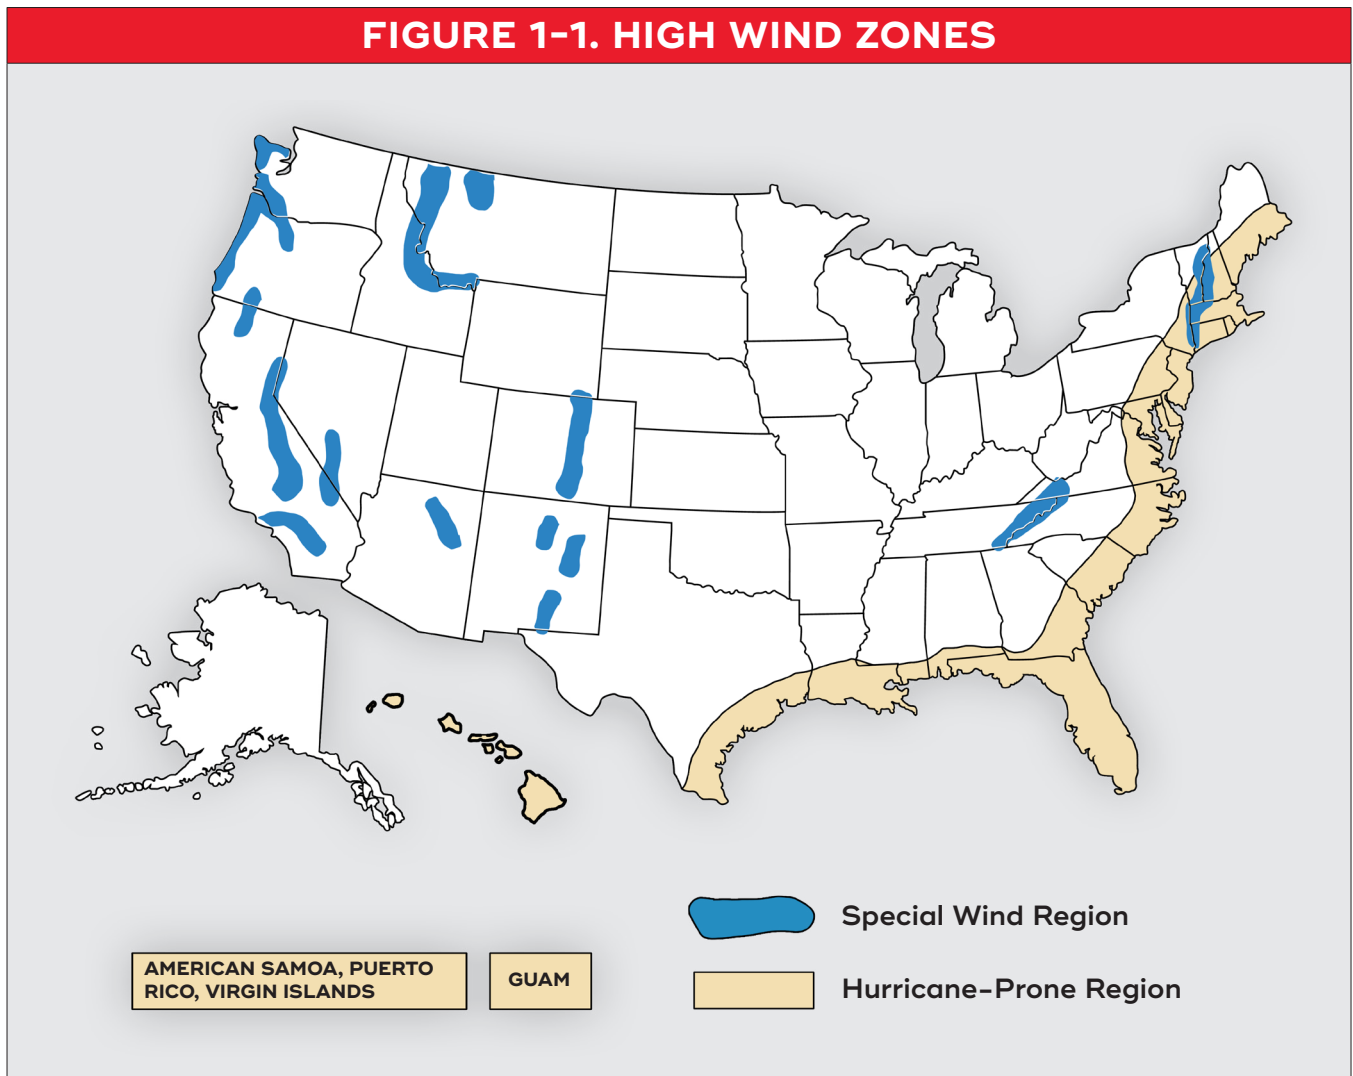 FIGURE 1-1. HIGH WIND ZONES
Special Wind Region
AMERICAN SAMOA, PUERTO
RICO, VIRGIN ISLANDS
GUAM
Hurricane-Prone Region